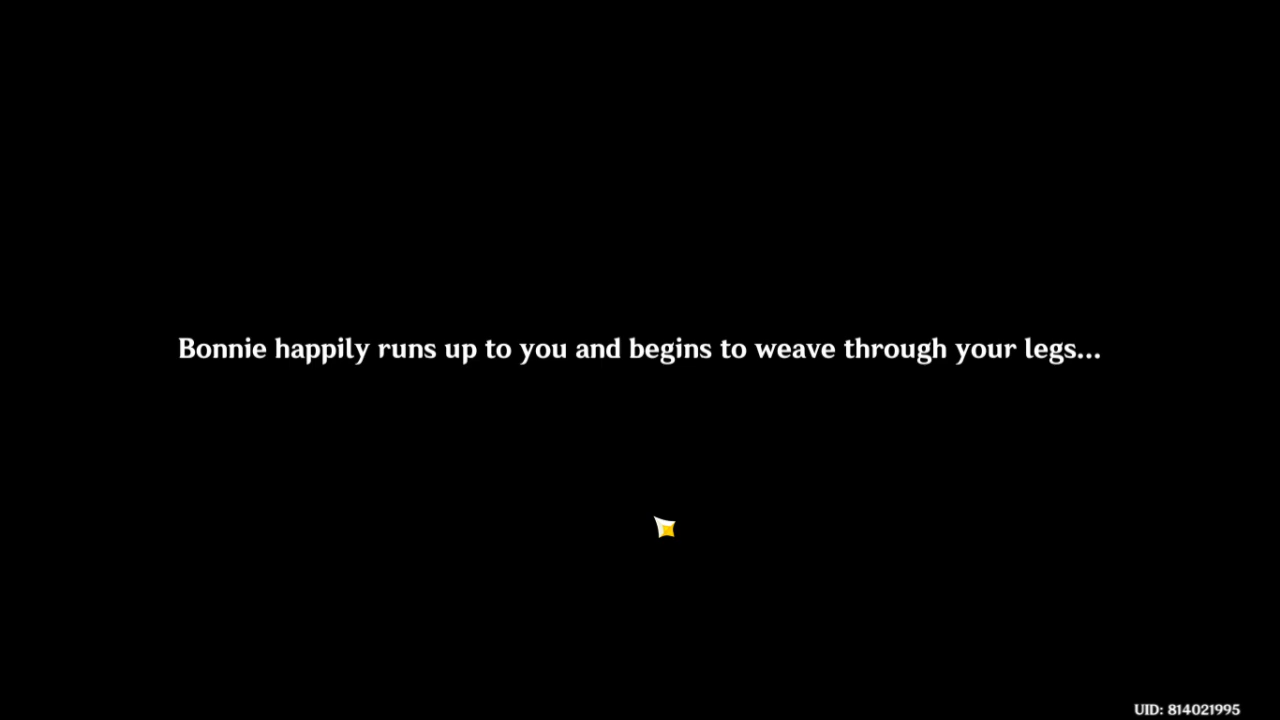 Bonnie happily runs up to you and begins to weave through your legs...
UID: 814021995